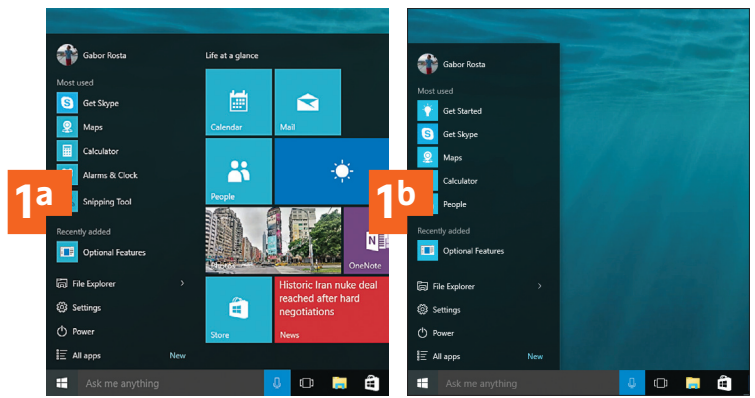 1a
Gabor Rosta
Most used
Get Skype
Maps
Calculator
Alarms & Clock
Snipping Tool
Recently added
Optional Features
File Explorer
Settings
Power
All apps New
Life at a glance
Calendar
Mail
People
Photos
OneNote
Store
Historic Iran nuke deal
reached after hard
negotiations
News
Ask me anything
1b
Gabor Rosta
Most used
Get Started
Get Skype
Maps
Calculator
People
Recently added
Optional Features
File Explorer
Settings
Power
All apps New
Ask me anything